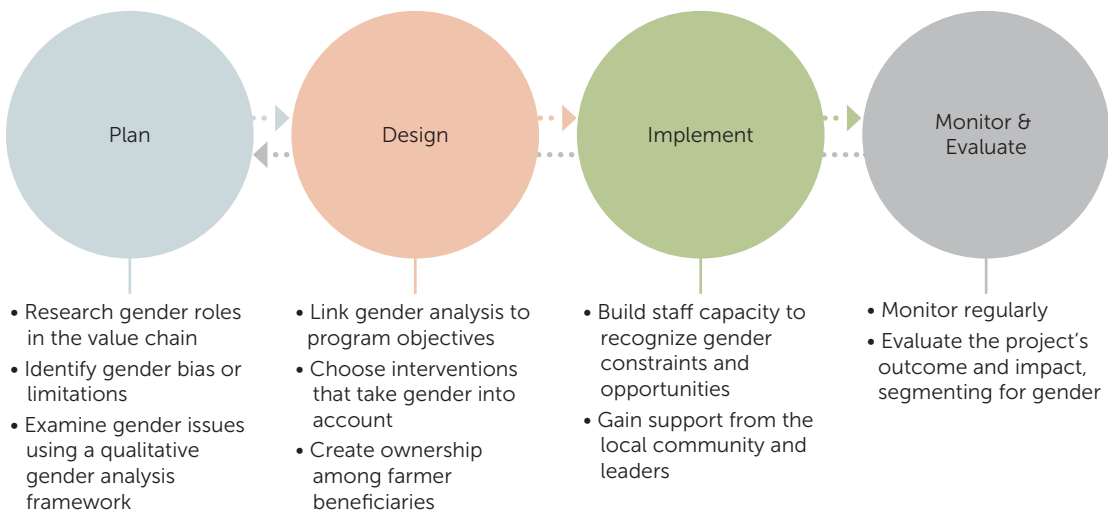 Plan
Design
Implement
Monitor &
Evaluate
• Research gender roles
in the value chain
• Identify gender bias or
limitations
• Examine gender issues
using a qualitative
gender analysis
framework
• Link gender analysis to
program objectives
• Choose interventions
that take gender into
account
• Create ownership
among farmer
beneficiaries
• Build staff capacity to
recognize gender
constraints and
opportunities
• Gain support from the
local community and
leaders
• Monitor regularly
• Evaluate the project’s
outcome and impact,
segmenting for gender